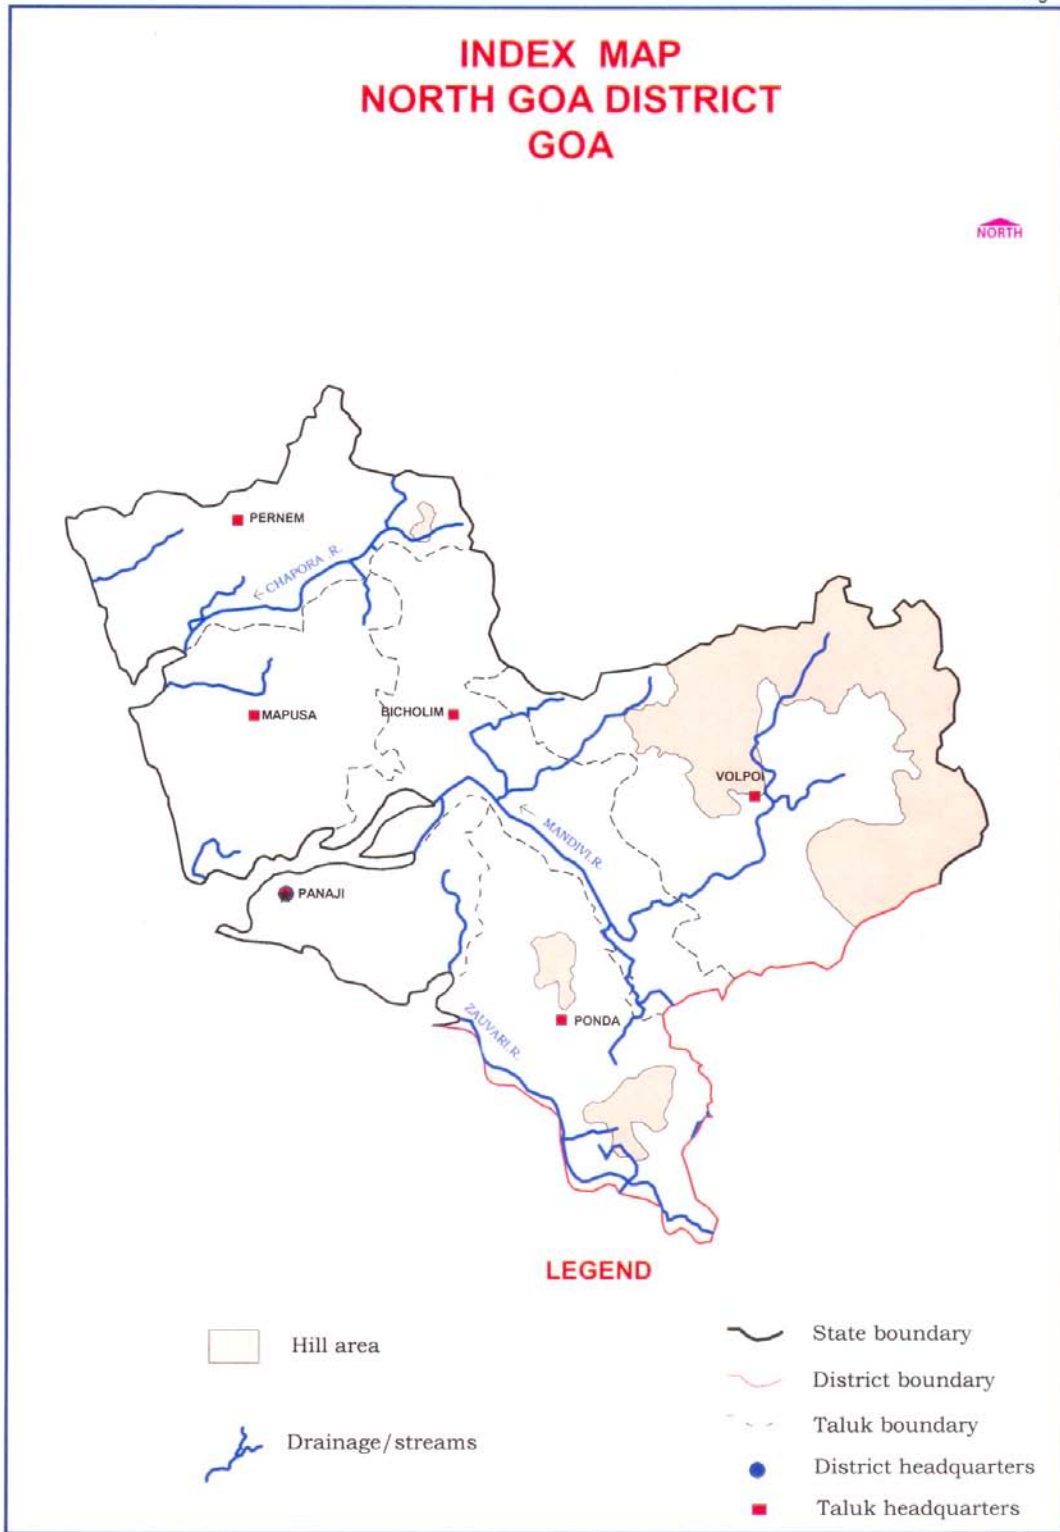 INDEX MAP
NORTH GOA DISTRICT
GOA
NORTH
PERNEM
CHAPORA .R.
MAPUSA
BICHOLIM
VOLPOI
MANDIVI.R.
PANAJI
ZAUVARI.R.
PONDA
LEGEND
Hill area
Drainage/streams
State boundary
District boundary
Taluk boundary
District headquarters
Taluk headquarters